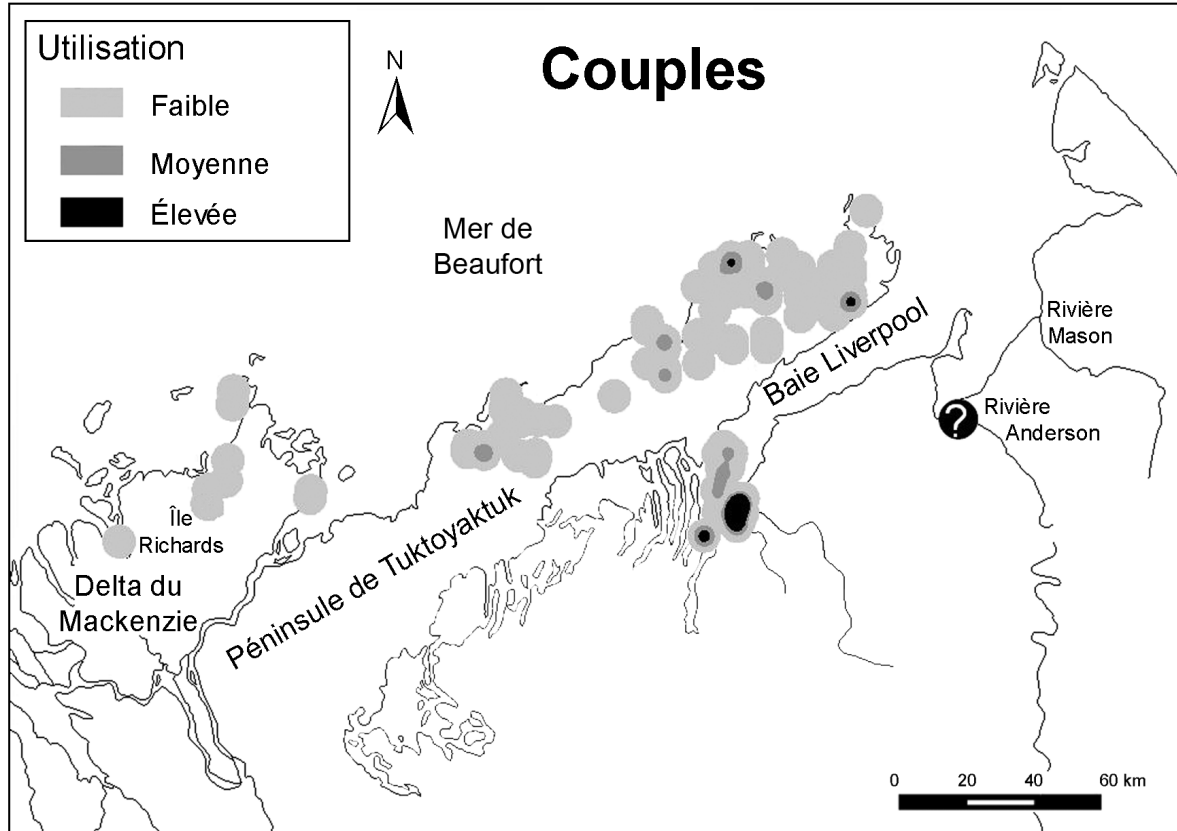 Utilisation
Faible
Moyenne
Élevée
N
Couples
Mer de
Beaufort
Baie Liverpool
Rivière
Mason
?
Rivière
Anderson
Île
Richards
Delta du
Mackenzie
Péninsule de Tuktoyaktuk
0 20 40 60 km